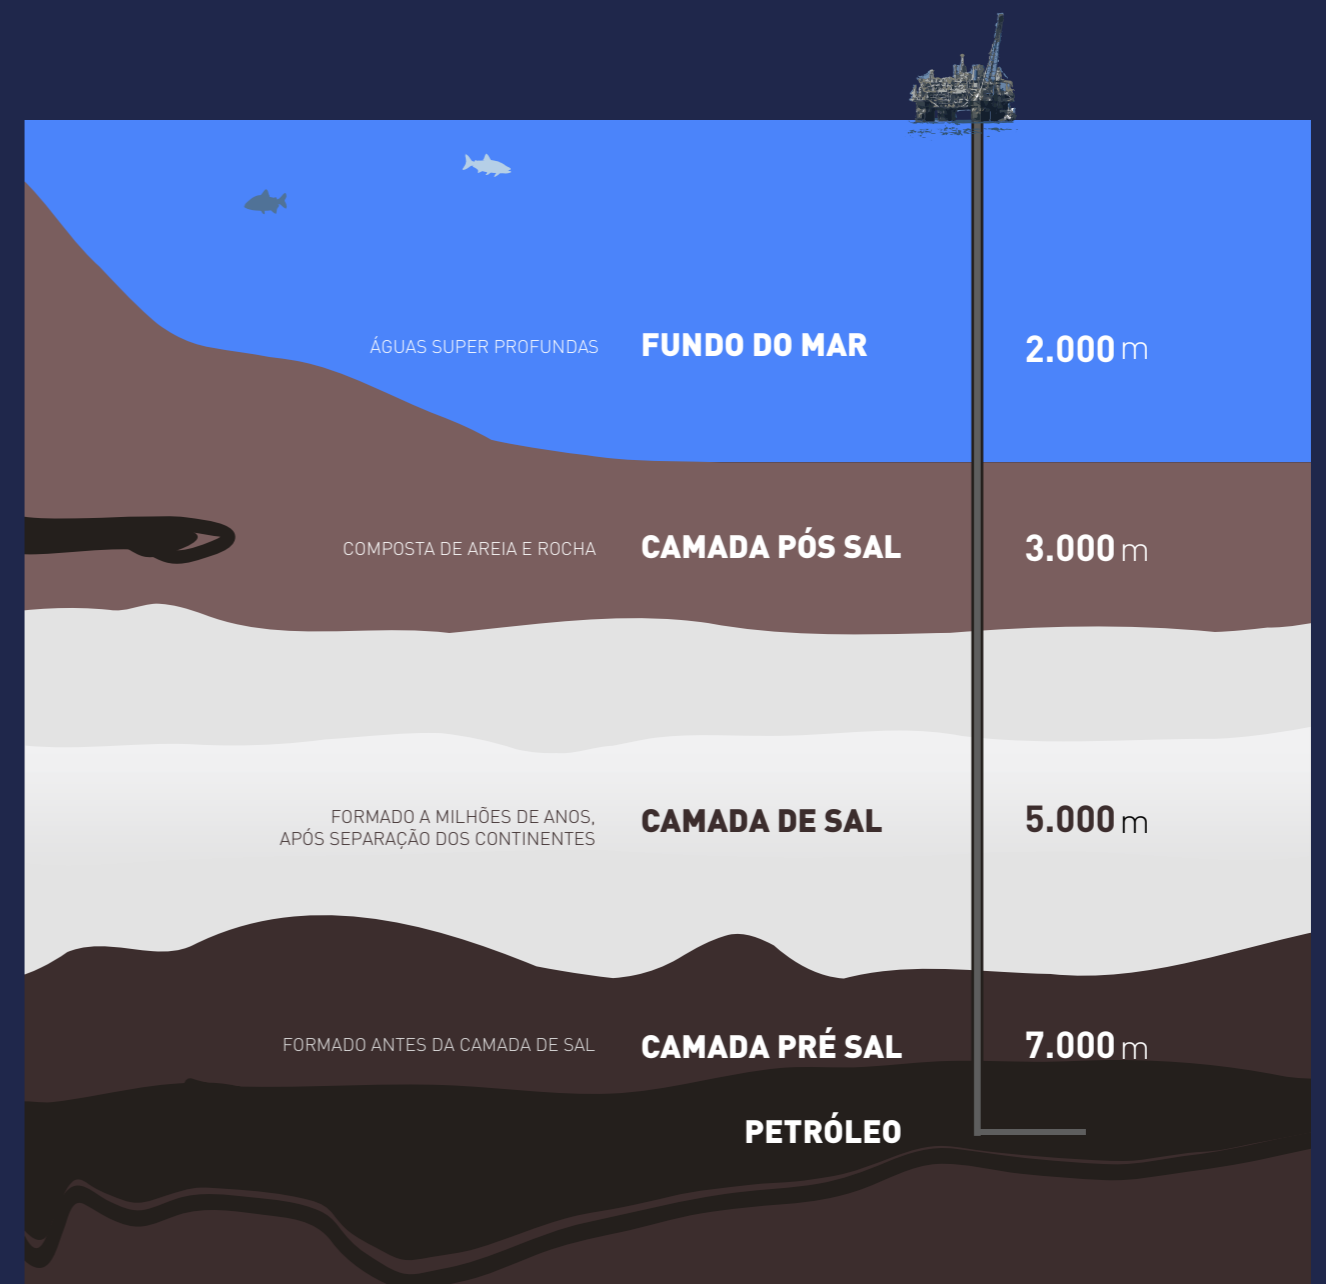 ÁGUAS SUPER PROFUNDAS FUNDO DO MAR 2.000 m
COMPOSTA DE AREIA E ROCHA CAMADA PÓS SAL 3.000 m
FORMADO A MILHÕES DE ANOS,
APÓS SEPARAÇÃO DOS CONTINENTES
CAMADA DE SAL 5.000 m
FORMADO ANTES DA CAMADA DE SAL CAMADA PRÉ SAL 7.000 m
PETRÓLEO